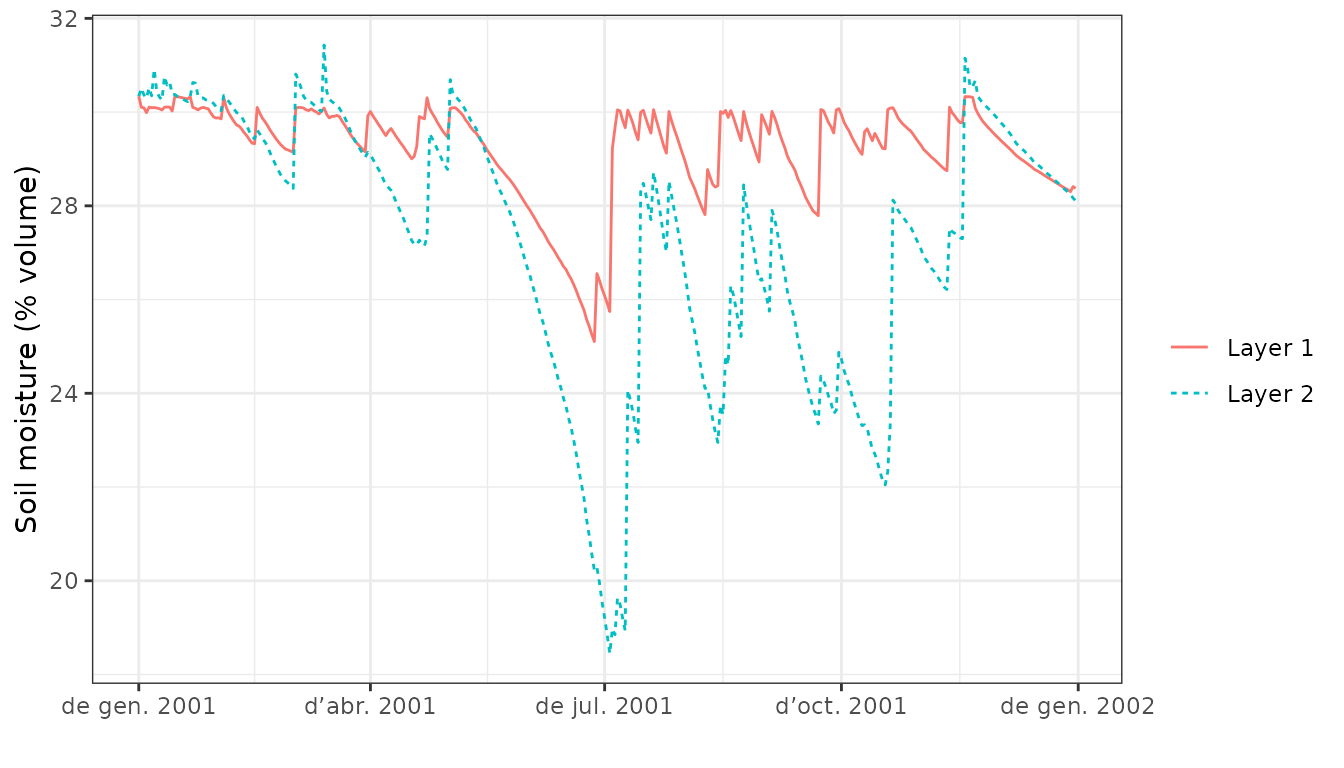 Soil moisture (% volume)
32
28
24
20
de gen. 2001
d’abr. 2001
de jul. 2001
d’oct. 2001
de gen. 2002
Layer 1
Layer 2